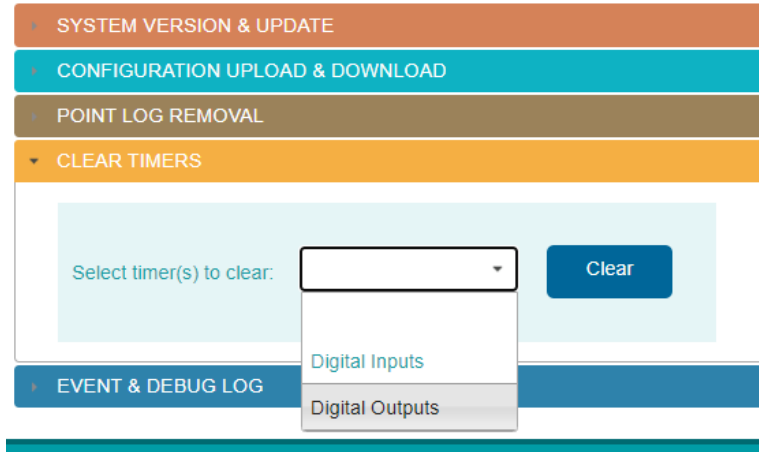 SYSTEM VERSION & UPDATE
CONFIGURATION UPLOAD & DOWNLOAD
POINT LOG REMOVAL
CLEAR TIMERS
Select timer(s) to clear:
Clear
Digital Inputs
Digital Outputs
EVENT & DEBUG LOG